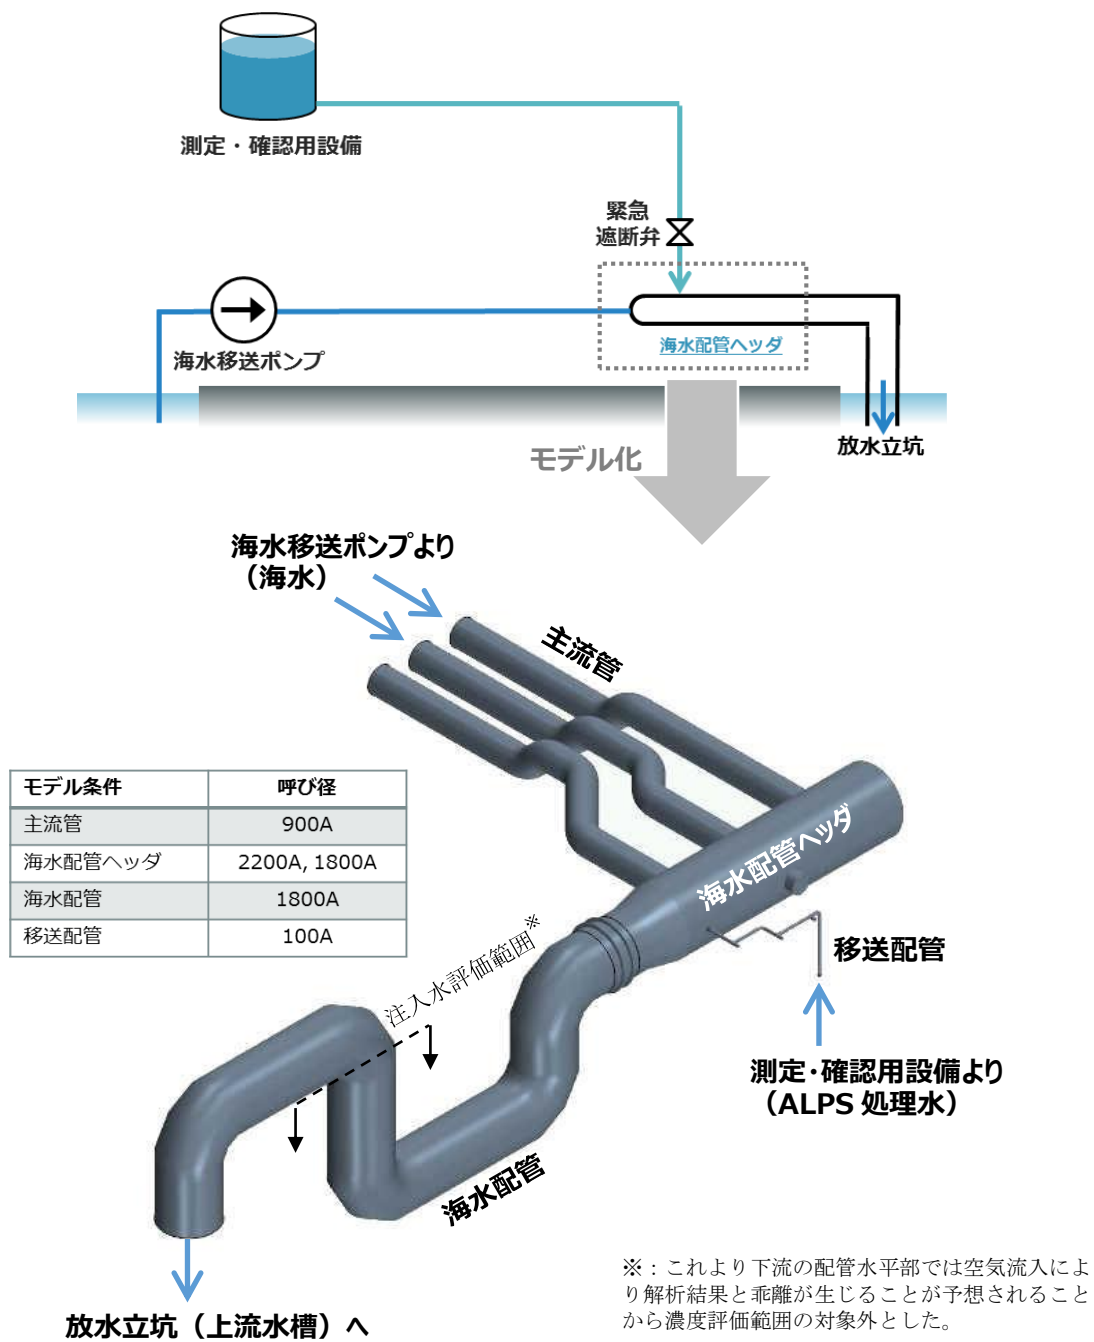 測定・確認用設備
緊急
遮断弁
海水配管ヘッダ
海水移送ポンプ
放水立坑
モデル化
海水移送ポンプより
（海水）
主流管
モデル条件 呼び径
主流管 900A
海水配管ヘッダ 2200A, 1800A
海水配管 1800A
移送配管 100A
海水配管ヘッダ
注入水評価範囲※
移送配管
測定・確認用設備より
（ALPS 処理水）
海水配管
放水立坑（上流水槽）へ
※：これより下流の配管水平部では空気流入によ
り解析結果と乖離が生じることが予想されること
から濃度評価範囲の対象外とした。